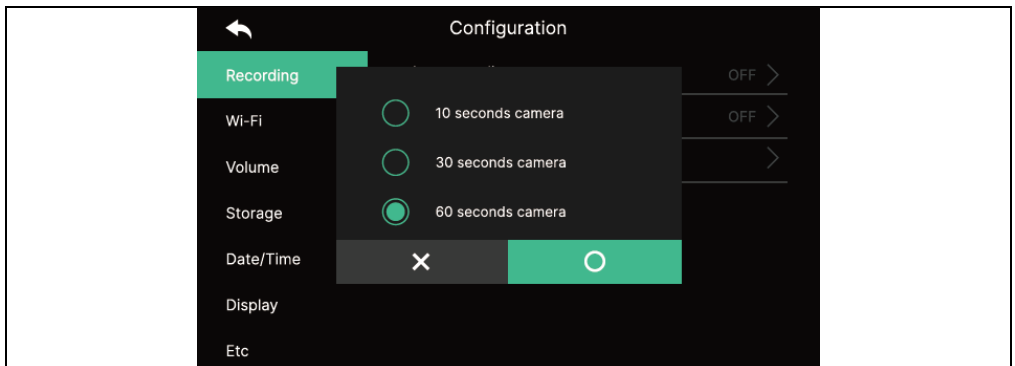 Configuration
Recording
OFF
Wi-Fi
10 seconds camera
OFF
Volume
30 seconds camera
Storage
60 seconds camera
Date/Time
Display
Etc